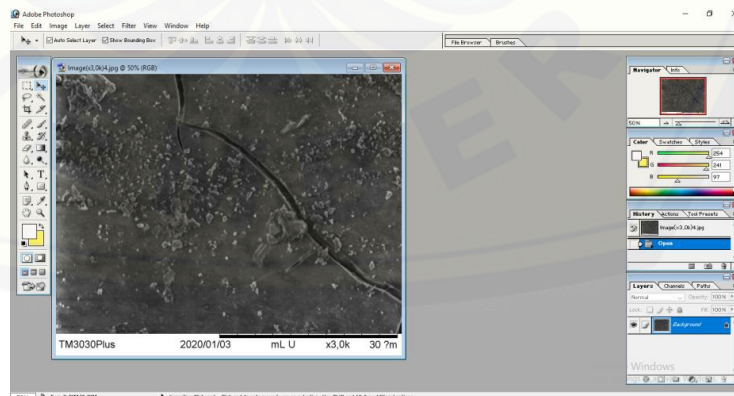 Adobe Photoshop
File Edit Image Layer Select Filter View Window Help
Auto Select Layer Show Bounding Box
File Browser Brushes
Image(x3,0k)4.jpg @ 50% (RGB)
Navigator Info
50%
Color Swatches Styles
R 254
G 241
B 97
History Actions Tool Presets
Image(x3,0k)4.jpg
Open
Layers Channels Paths
Normal Opacity: 100%
Lock: Fill: 100%
Background
TM3030Plus 2020/01/03 mL U x3,0k 30 ?m
Windows